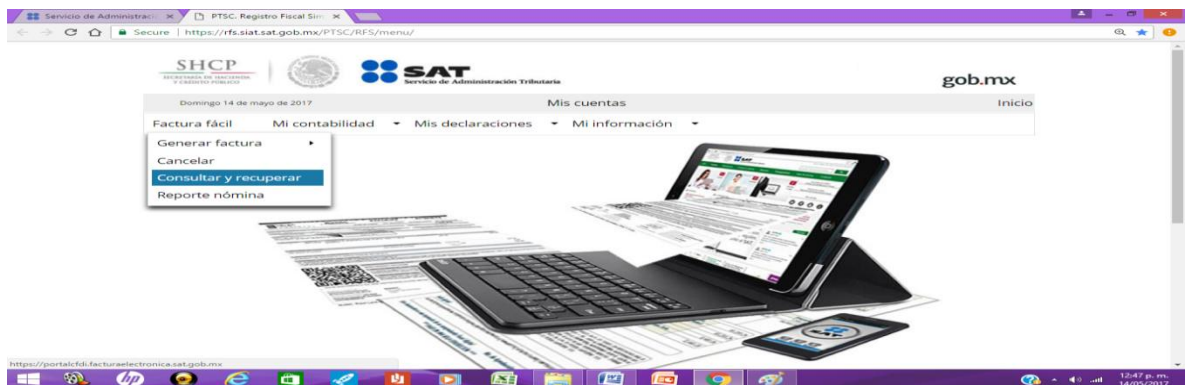 Servicio de Administraci
PTSC. Registro Fiscal Sim
Secure | https://rfs.siat.sat.gob.mx/PTSC/RFS/menu/
SHCP
SECRETARÍA DE HACIENDA
Y CRÉDITO PÚBLICO
SAT
Servicio de Administración Tributaria
gob.mx
Domingo 14 de mayo de 2017 Mis cuentas Inicio
Factura fácil Mi contabilidad Mis declaraciones Mi información
Generar factura
Cancelar
Consultar y recuperar
Reporte nómina
SAT
https://portalcfdi.facturaelectronica.sat.gob.mx
hp
12:47 p. m.
14/05/2017